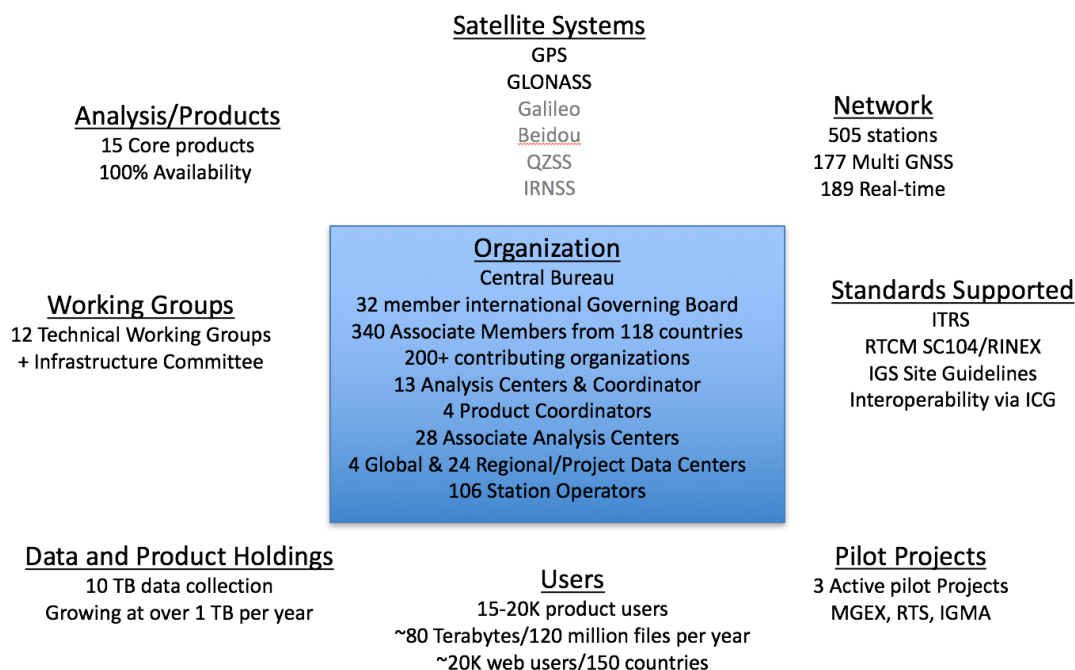 Satellite Systems
GPS
GLONASS
Galileo
Beidou
QZSS
IRNSS
Analysis/Products
15 Core products
100% Availability
Network
505 stations
177 Multi GNSS
189 Real-time
Organization
Central Bureau
32 member international Governing Board
340 Associate Members from 118 countries
200+ contributing organizations
13 Analysis Centers & Coordinator
4 Product Coordinators
28 Associate Analysis Centers
4 Global & 24 Regional/Project Data Centers
106 Station Operators
Working Groups
12 Technical Working Groups
+ Infrastructure Committee
Standards Supported
ITRS
RTCM SC104/RINEX
IGS Site Guidelines
Interoperability via ICG
Data and Product Holdings
10 TB data collection
Growing at over 1 TB per year
Users
15-20K product users
~80 Terabytes/120 million files per year
~20K web users/150 countries
Pilot Projects
3 Active pilot Projects
MGEX, RTS, IGMA